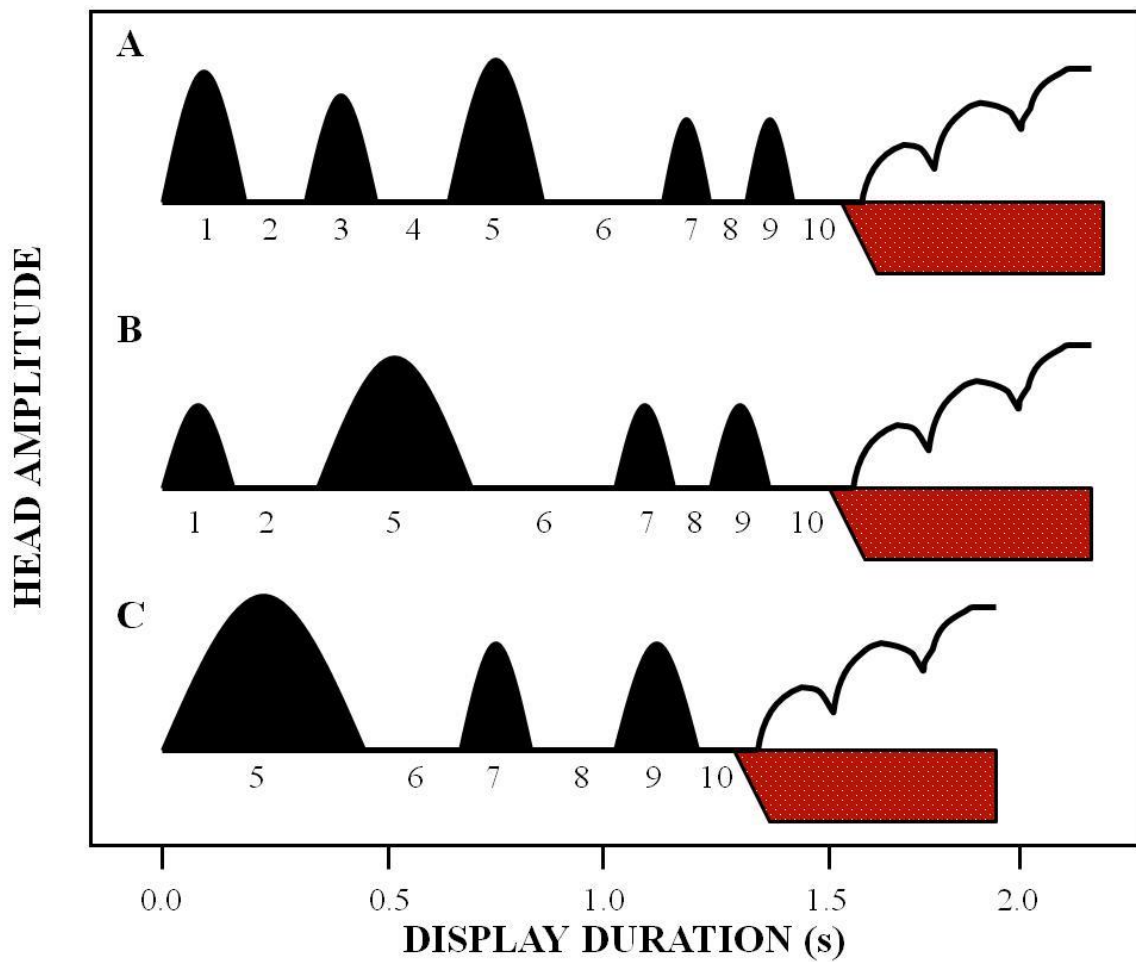 A
1 2 3 4 5 6 7 8 9 10
B
1 2 5 6 7 8 9 10
C
5 6 7 8 9 10
0.0 0.5 1.0 1.5 2.0
DISPLAY DURATION (s)
HEAD AMPLITUDE